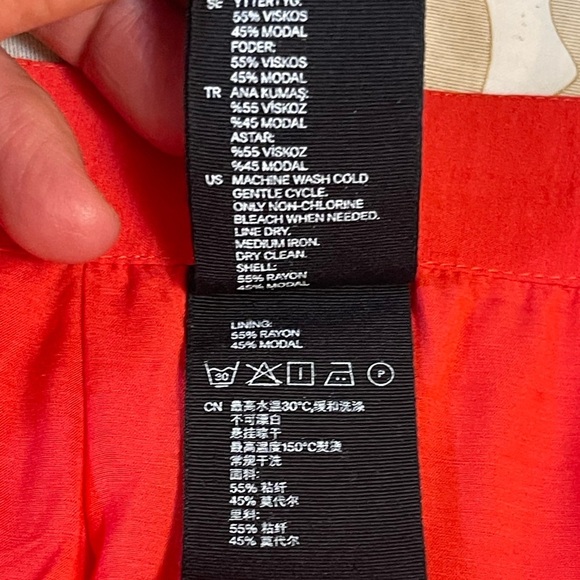 SE YTTERTYG:
55% VISKOS
45% MODAL
FODER:
55% VISKOS
45% MODAL
TR ANA KUMAŞ:
%55 VİSKOZ
%45 MODAL
ASTAR:
%55 VİSKOZ
%45 MODAL
US MACHINE WASH COLD
GENTLE CYCLE.
ONLY NON-CHLORINE
BLEACH WHEN NEEDED.
LINE DRY.
MEDIUM IRON.
DRY CLEAN.
SHELL:
55% RAYON
45% MODAL
LINING:
55% RAYON
45% MODAL
30 P
CN 最高水温30°C,缓和洗涤
不可漂白
悬挂晾干
最高温度150°C熨烫
常规干洗
面料:
55% 粘纤
45% 莫代尔
里料:
55% 粘纤
45% 莫代尔